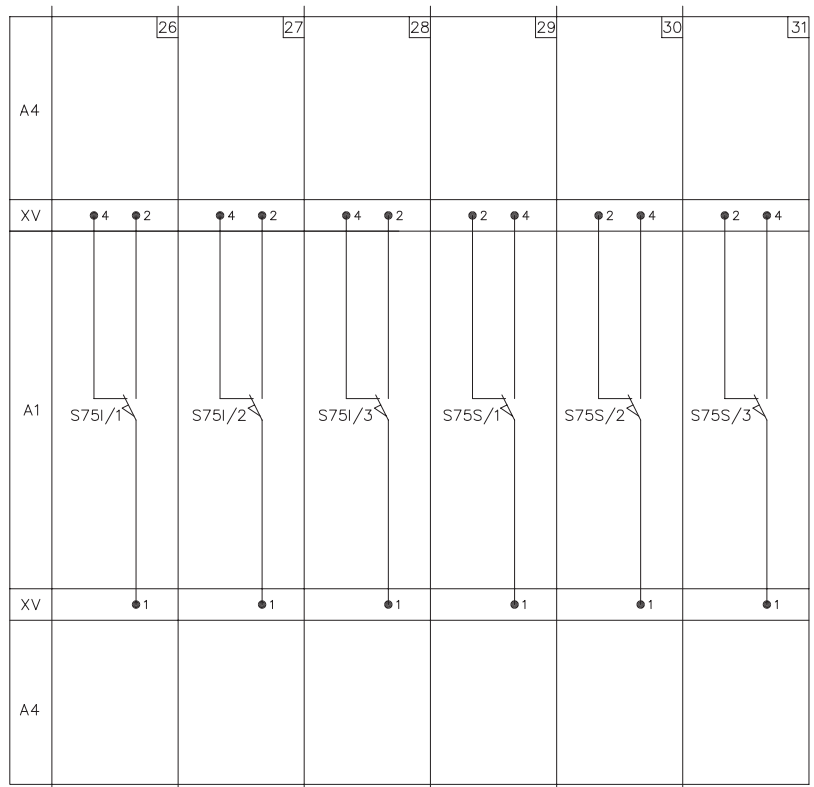 26 27 28 29 30 31
A4
XV 4 2 4 2 4 2 2 4 2 4 2 4
A1 S75I/1 S75I/2 S75I/3 S75S/1 S75S/2 S75S/3
XV 1 1 1 1 1 1
A4